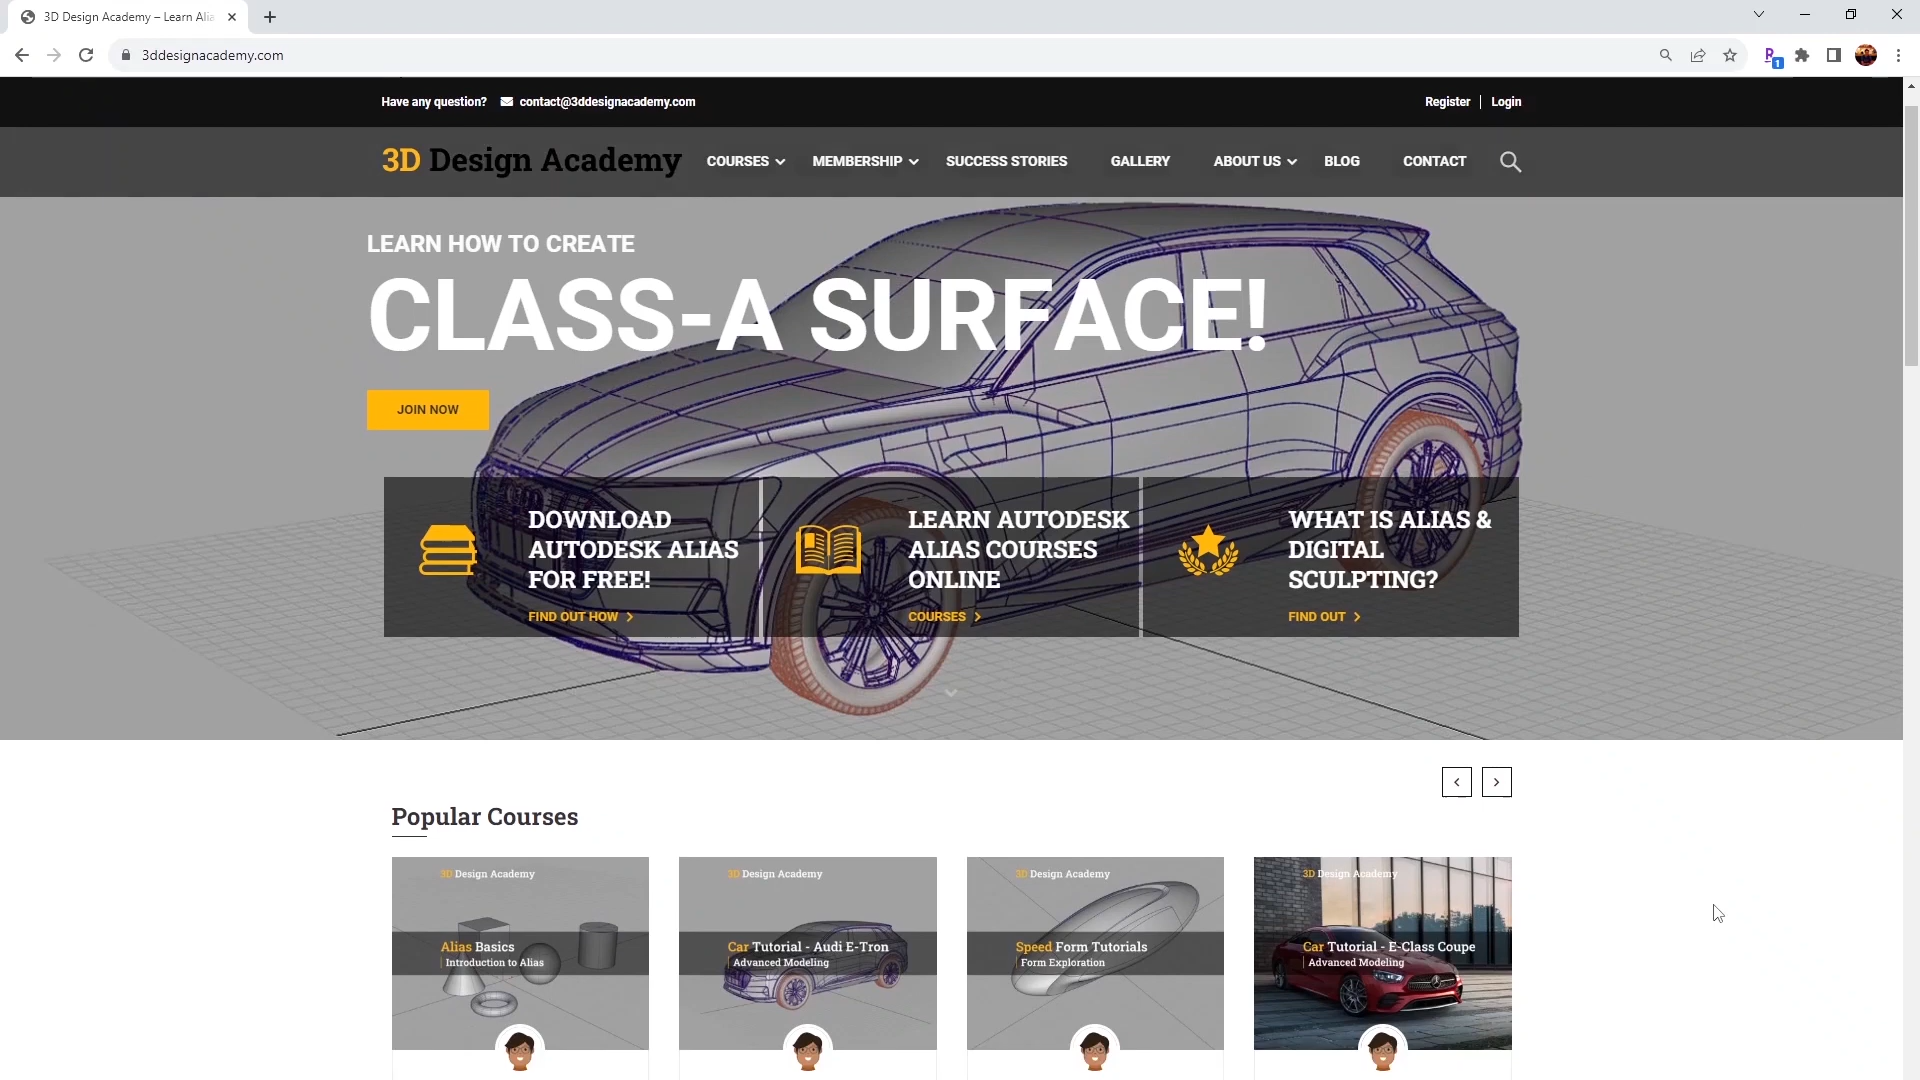 3D Design Academy – Learn Alia
3ddesignacademy.com
1
Have any question? contact@3ddesignacademy.com
Register Login
3D Design Academy
COURSES MEMBERSHIP SUCCESS STORIES GALLERY ABOUT US BLOG CONTACT
LEARN HOW TO CREATE
CLASS-A SURFACE!
JOIN NOW
DOWNLOAD
AUTODESK ALIAS
FOR FREE!
FIND OUT HOW
LEARN AUTODESK
ALIAS COURSES
ONLINE
COURSES
WHAT IS ALIAS &
DIGITAL
SCULPTING?
FIND OUT
Popular Courses
3D Design Academy
Alias Basics
Introduction to Alias
3D Design Academy
Car Tutorial - Audi E-Tron
Advanced Modeling
3D Design Academy
Speed Form Tutorials
Form Exploration
3D Design Academy
Car Tutorial - E-Class Coupe
Advanced Modeling